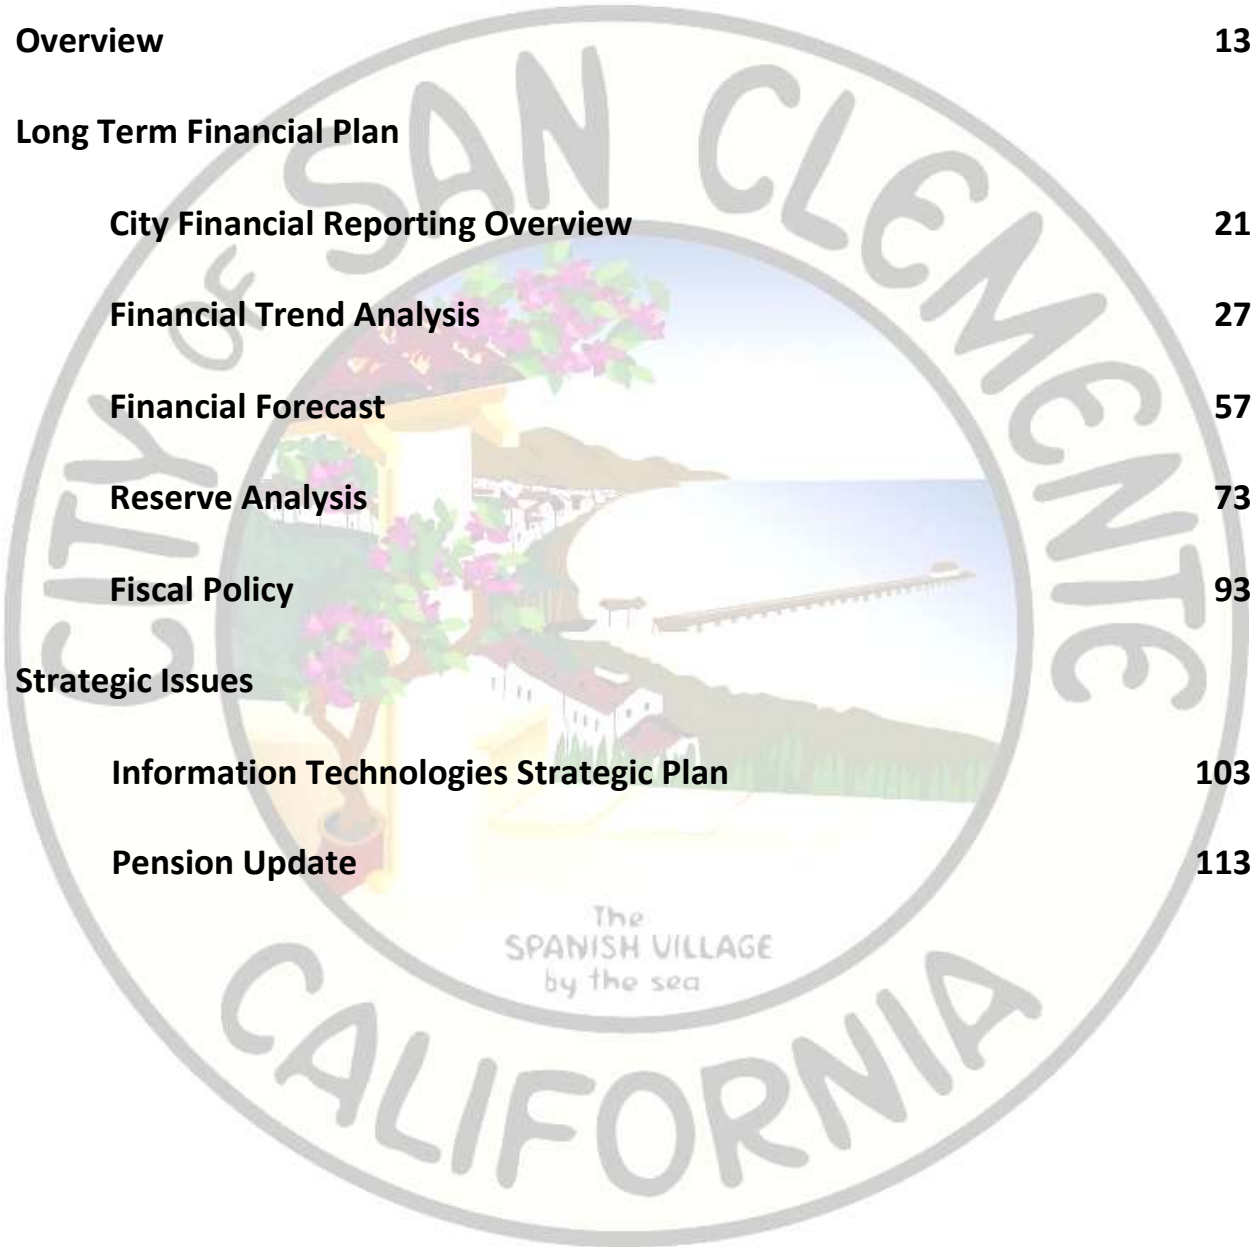 Overview 13
Long Term Financial Plan
City Financial Reporting Overview 21
Financial Trend Analysis 27
Financial Forecast 57
Reserve Analysis 73
Fiscal Policy 93
Strategic Issues
Information Technologies Strategic Plan 103
Pension Update 113
CITY OF SAN CLEMENTE
The
SPANISH VILLAGE
by the sea
CALIFORNIA